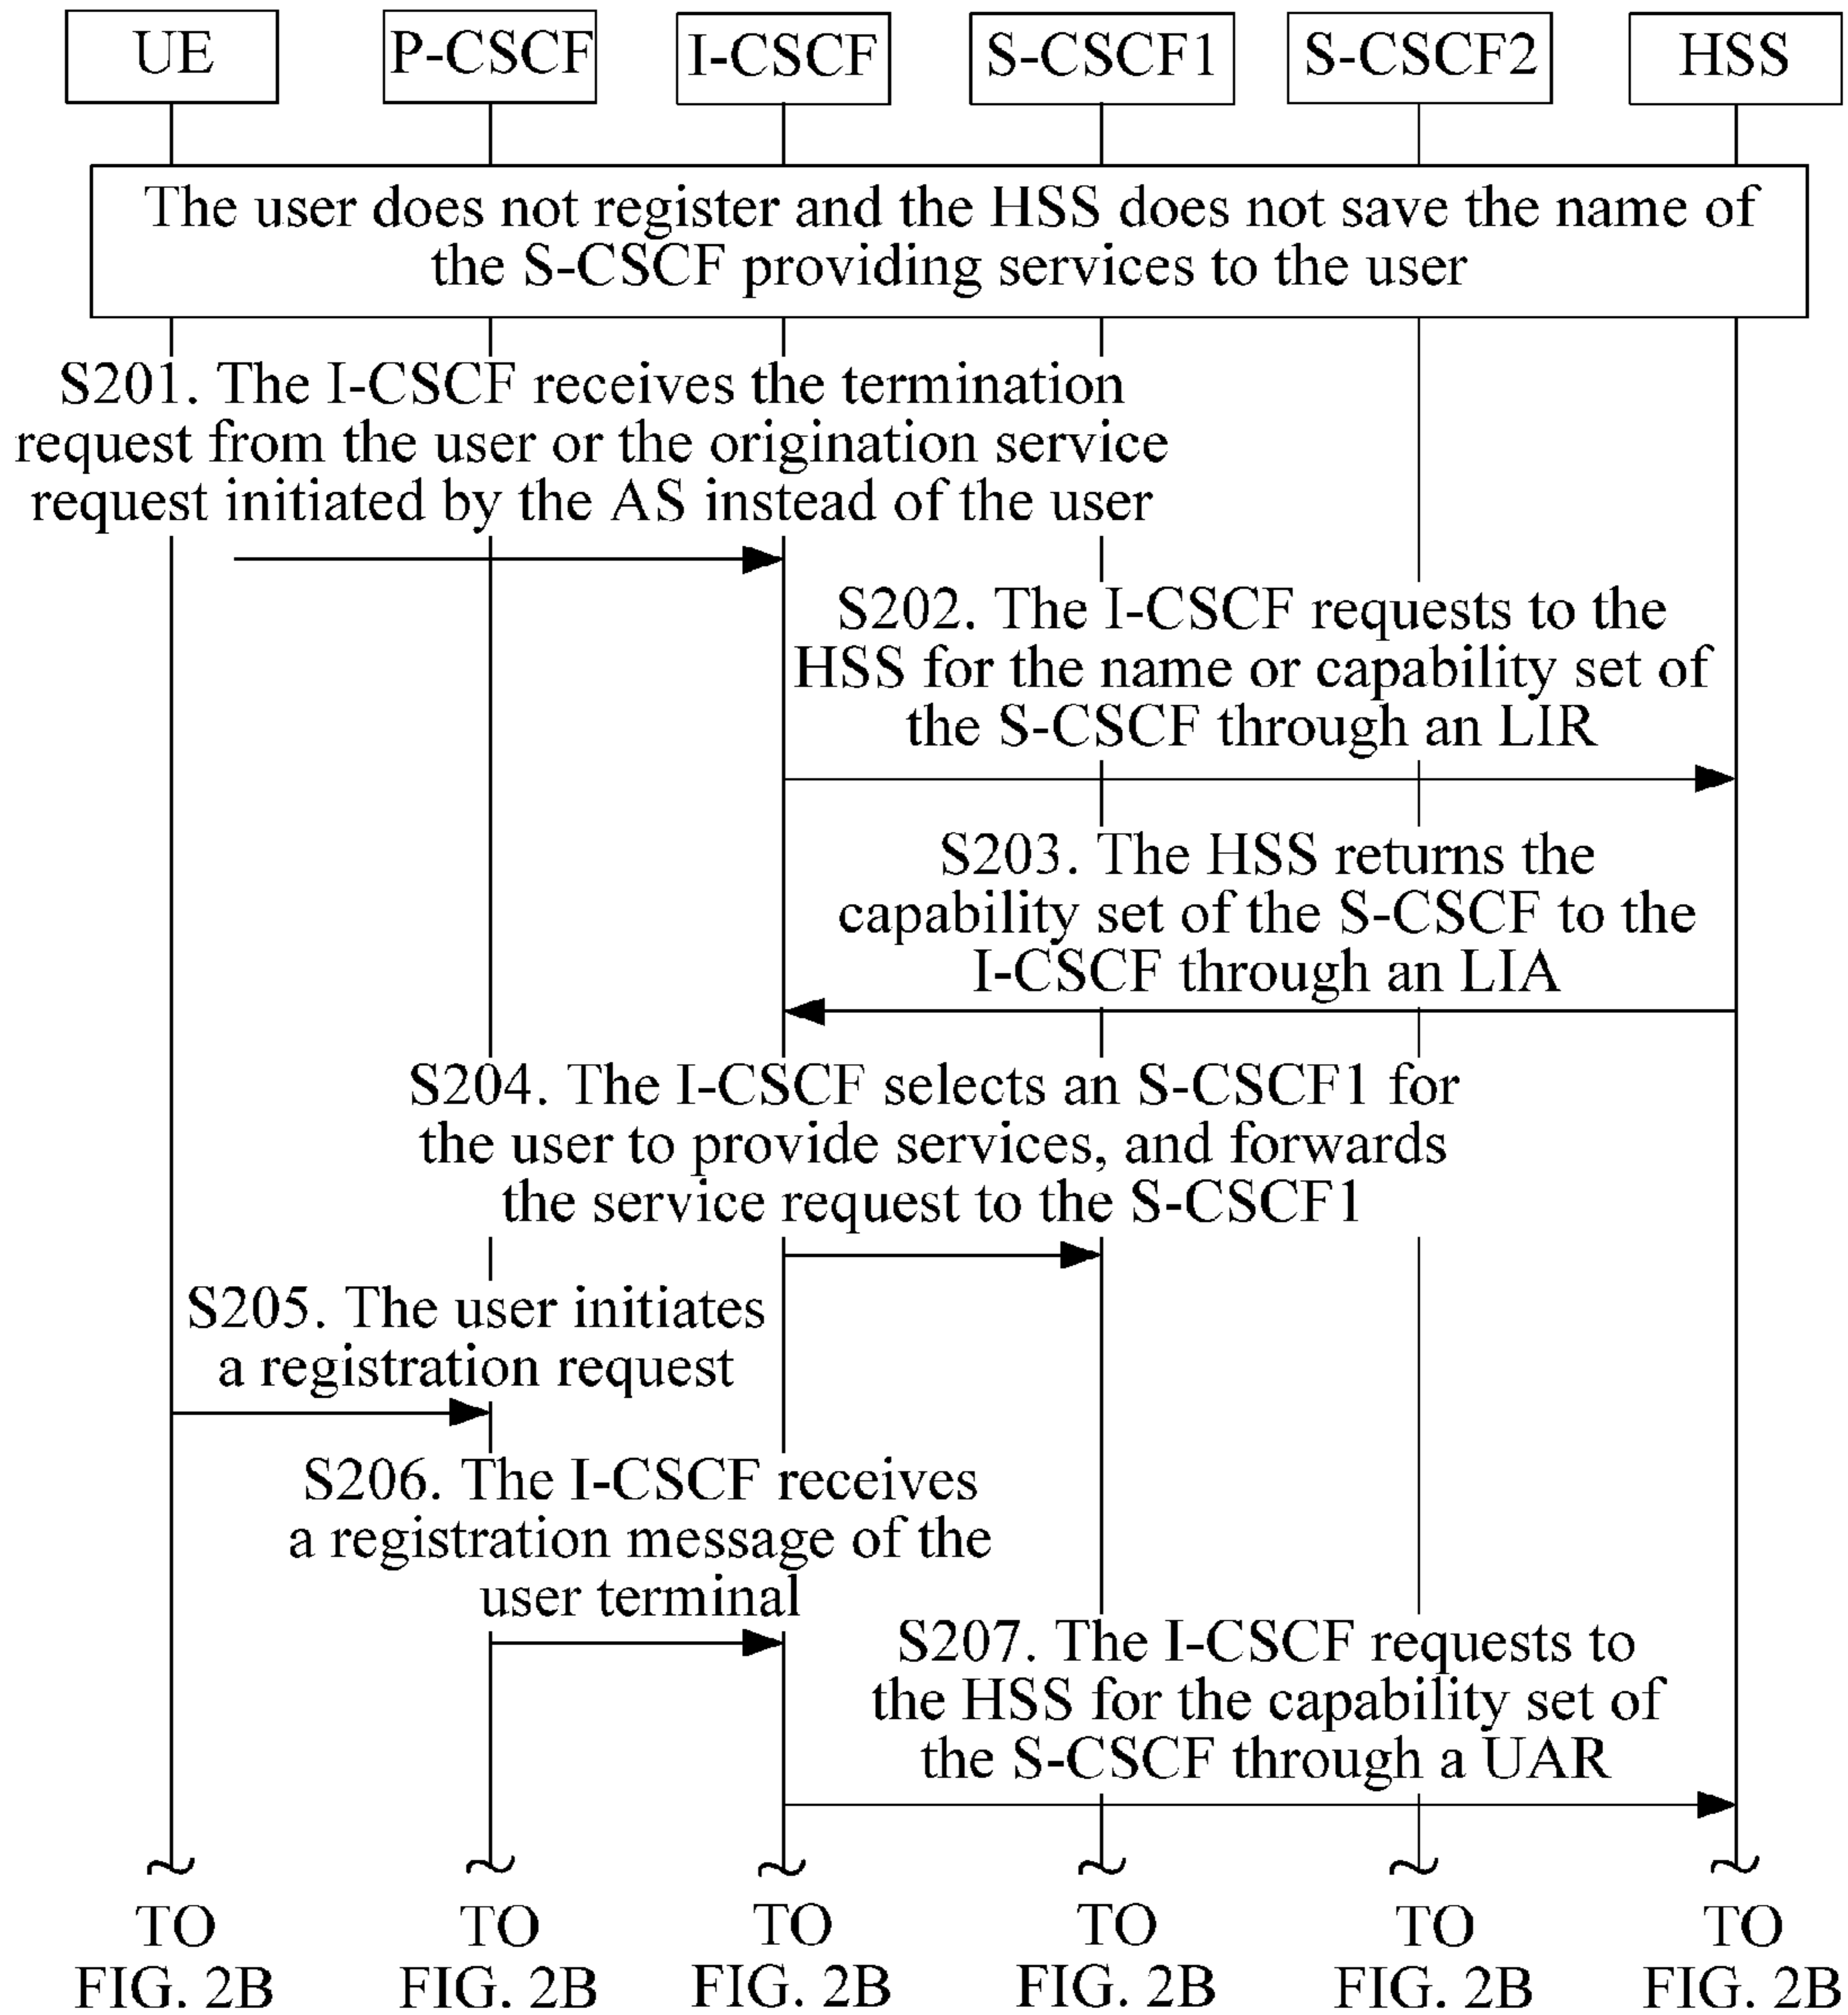 UE
P-CSCF
I-CSCF
S-CSCF1
S-CSCF2
HSS
The user does not register and the HSS does not save the name of
the S-CSCF providing services to the user
S201. The I-CSCF receives the termination
request from the user or the origination service
request initiated by the AS instead of the user
S202. The I-CSCF requests to the
HSS for the name or capability set of
the S-CSCF through an LIR
S203. The HSS returns the
capability set of the S-CSCF to the
I-CSCF through an LIA
S204. The I-CSCF selects an S-CSCF1 for
the user to provide services, and forwards
the service request to the S-CSCF1
S205. The user initiates
a registration request
S206. The I-CSCF receives
a registration message of the
user terminal
S207. The I-CSCF requests to
the HSS for the capability set of
the S-CSCF through a UAR
TO
FIG. 2B
TO
FIG. 2B
TO
FIG. 2B
TO
FIG. 2B
TO
FIG. 2B
TO
FIG. 2B